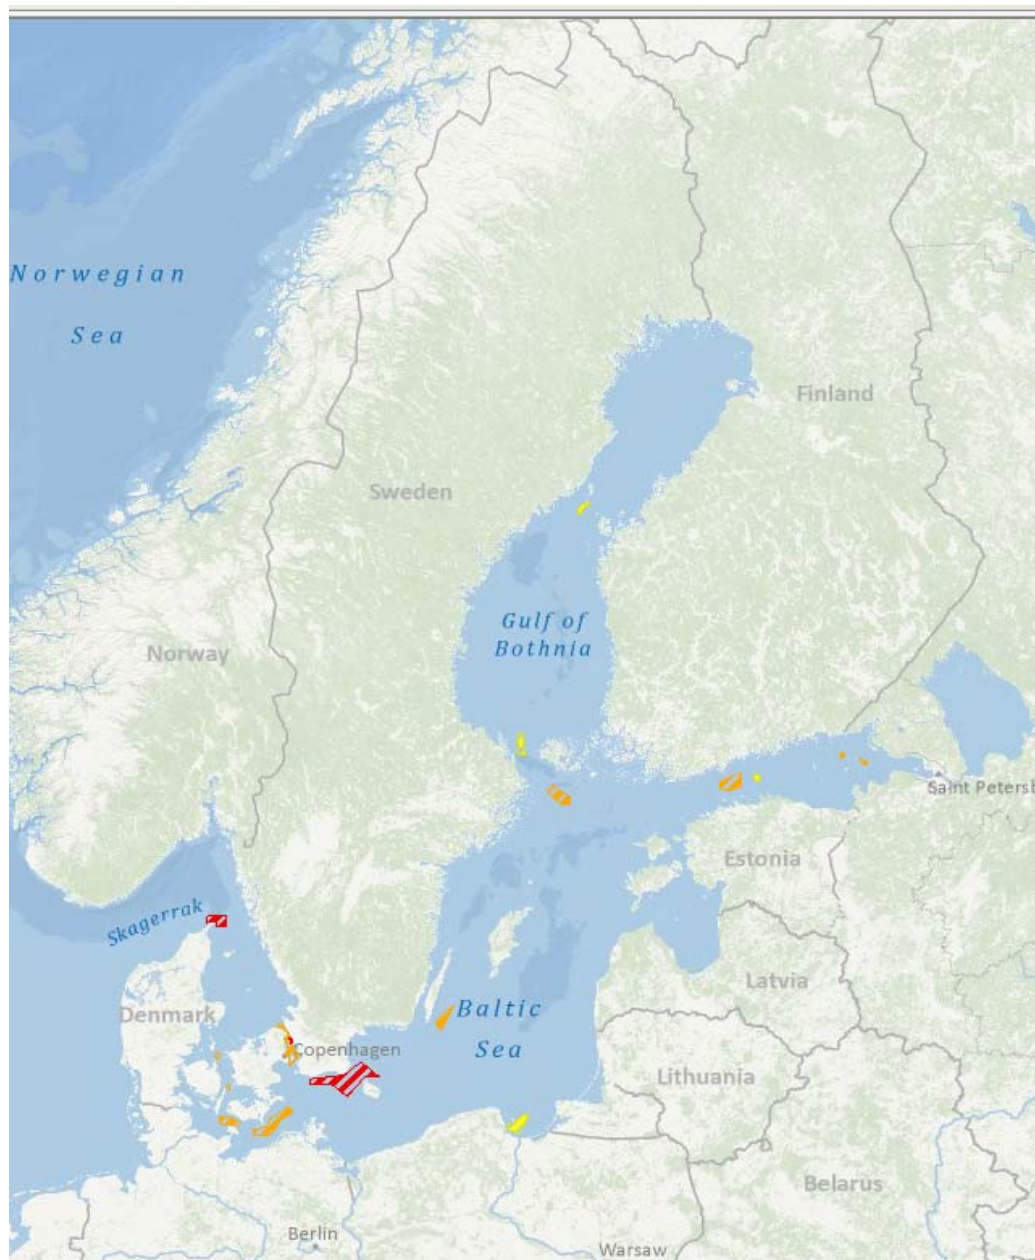 Norwegian
Sea
Finland
Sweden
Gulf of
Bothnia
Norway
Saint Petersb
Estonia
Skagerrak
Latvia
Baltic
Denmark
Copenhagen
Sea
Lithuania
Belarus
Berlin
Warsaw